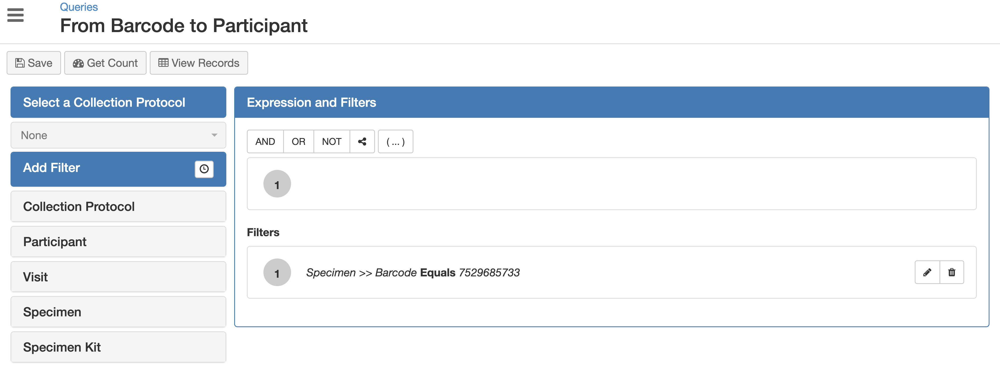 Queries
From Barcode to Participant
Save
Get Count
View Records
Select a Collection Protocol
None
Add Filter
Collection Protocol
Participant
Visit
Specimen
Specimen Kit
Expression and Filters
AND
OR
NOT
( ... )
1
Filters
1
Specimen >> Barcode Equals 7529685733